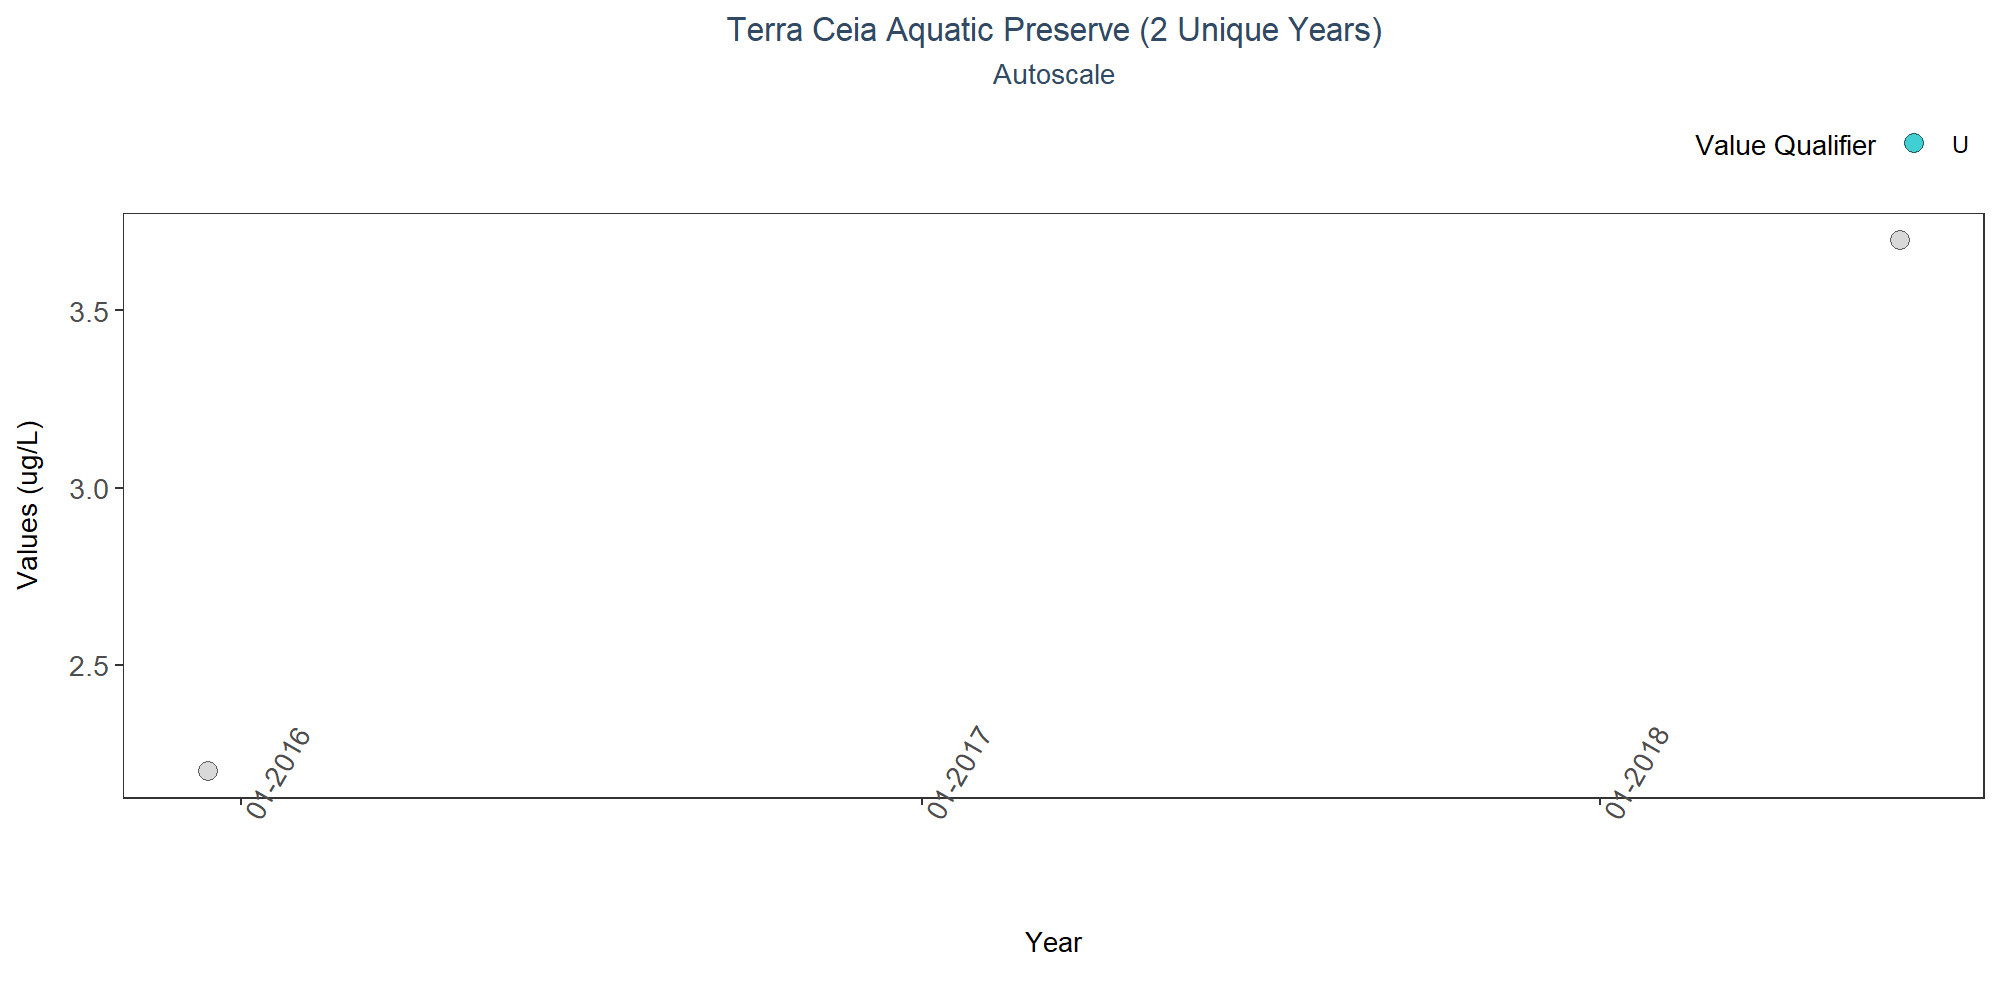 Terra Ceia Aquatic Preserve (2 Unique Years)
Autoscale
Value Qualifier U
Values (ug/L)
3.5
3.0
2.5
01-2016
01-2017
01-2018
Year